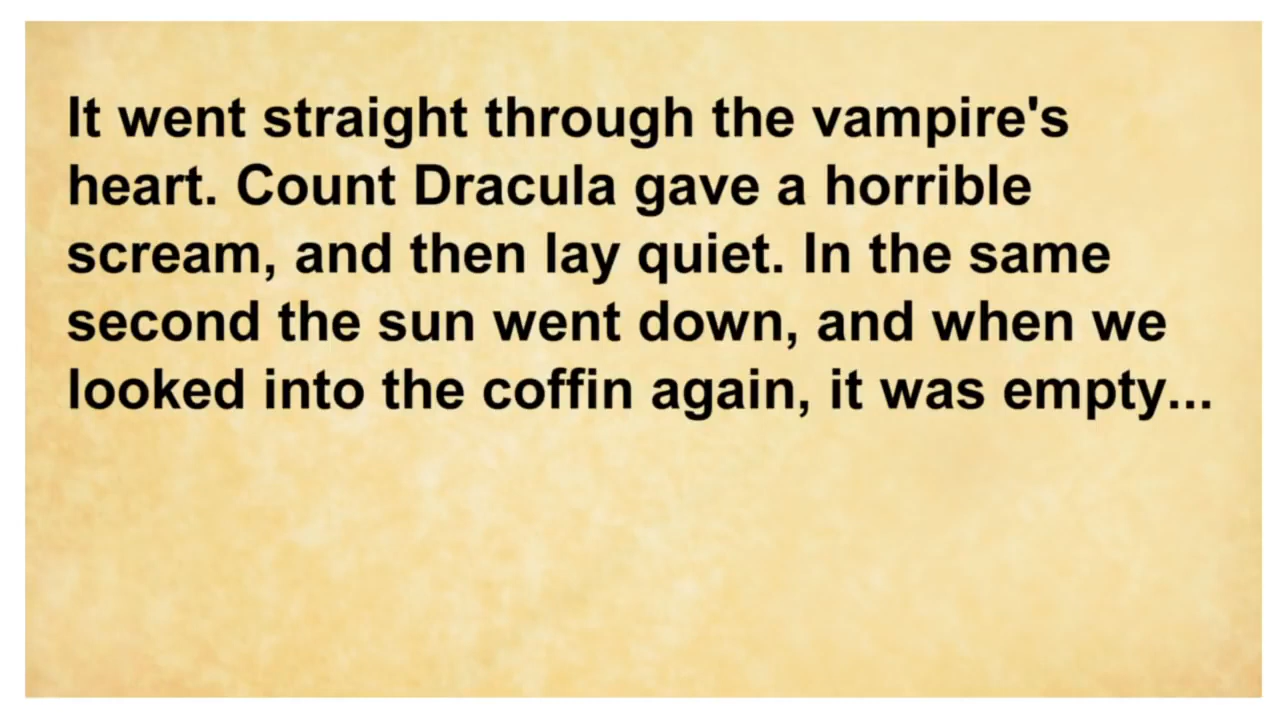 It went straight through the vampire's
heart. Count Dracula gave a horrible
scream, and then lay quiet. In the same
second the sun went down, and when we
looked into the coffin again, it was empty...